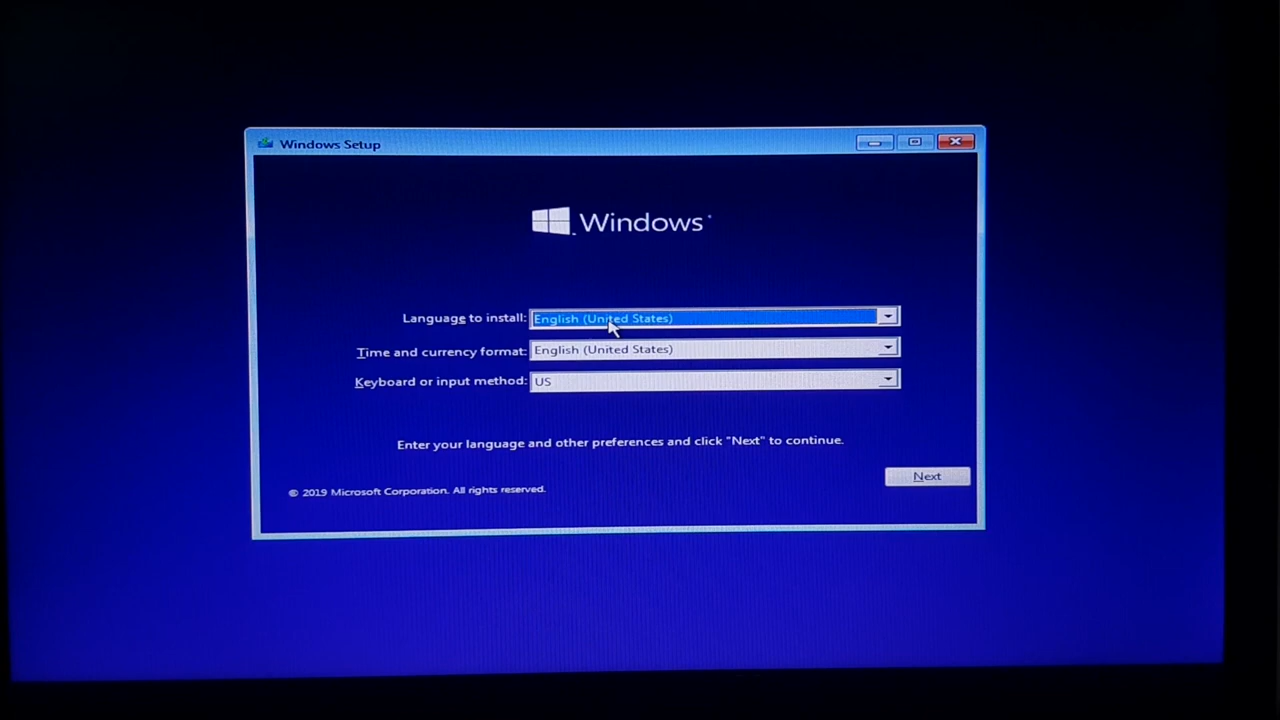 Windows Setup
Windows
Language to install: English (United States)
Time and currency format: English (United States)
Keyboard or input method: US
Enter your language and other preferences and click "Next" to continue.
Next
© 2019 Microsoft Corporation. All rights reserved.